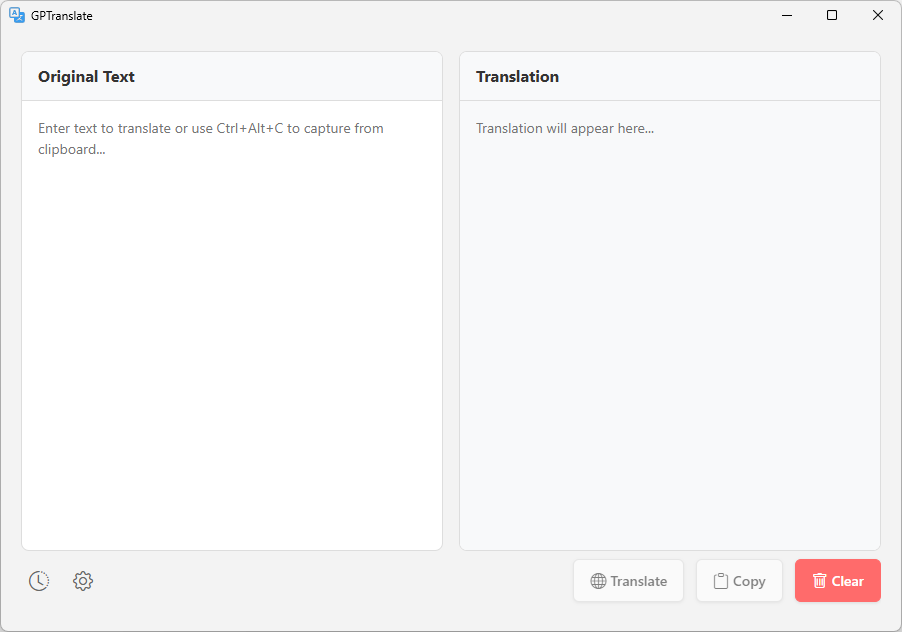 GPTranslate
Original Text
Enter text to translate or use Ctrl+Alt+C to capture from
clipboard...
Translation
Translation will appear here...
Translate
Copy
Clear